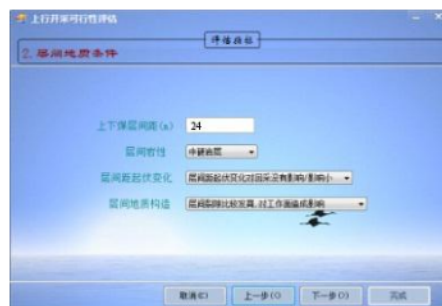 上行开采可行性评估
评估指标
2. 层间地质条件
上下煤层间距(m) 24
层间岩性 中硬岩层
层间距起伏变化 层间距起伏变化对回采没有影响/影响小
层间地质构造 层间裂隙比较发育,对工作面造成影响
取消(C) 上一步(<) 下一步(>) 完成